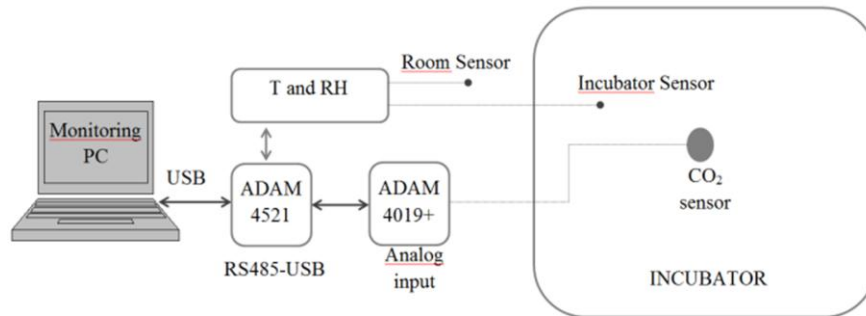 Room Sensor
T and RH
Incubator Sensor
Monitoring
PC
USB
ADAM
4521
ADAM
4019+
CO₂
sensor
RS485-USB
Analog
input
INCUBATOR